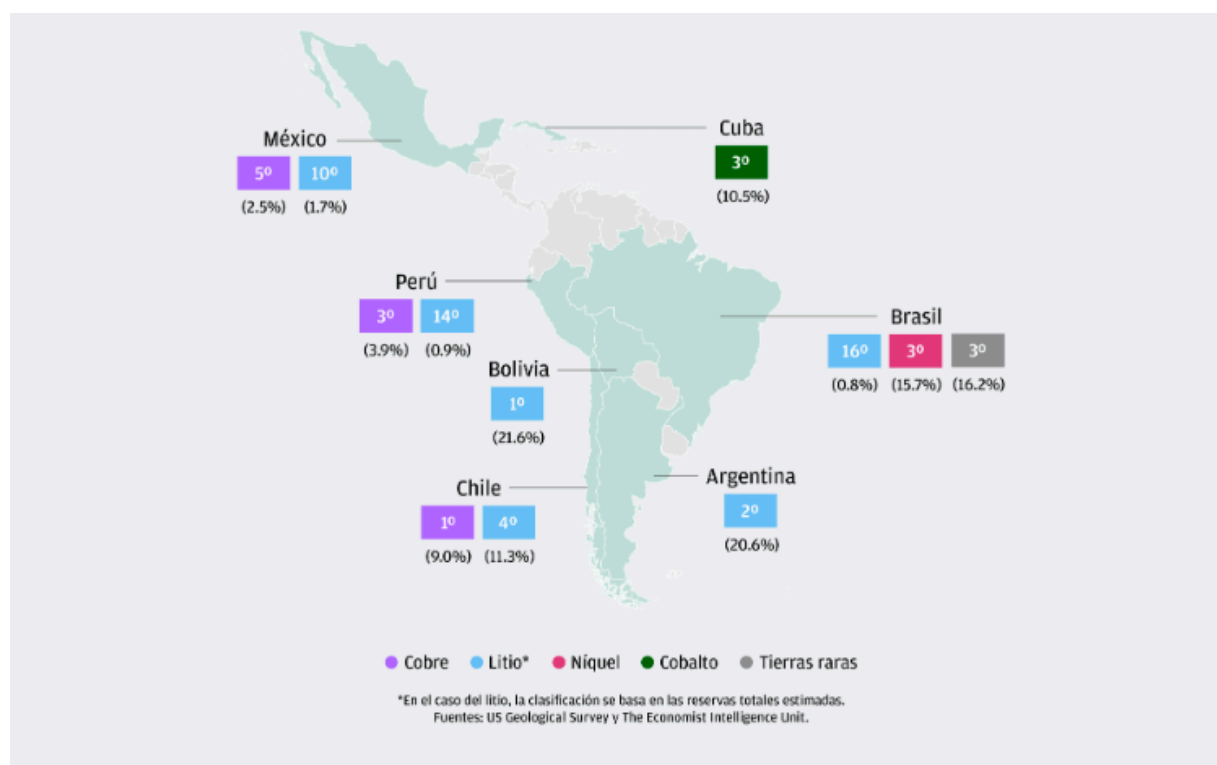 México
5º 10º
(2.5%) (1.7%)
Cuba
3º
(10.5%)
Perú
3º 14º
(3.9%) (0.9%)
Brasil
16º 3º 3º
(0.8%) (15.7%) (16.2%)
Bolivia
1º
(21.6%)
Argentina
2º
(20.6%)
Chile
1º 4º
(9.0%) (11.3%)
Cobre Litio* Níquel Cobalto Tierras raras
*En el caso del litio, la clasificación se basa en las reservas totales estimadas.
Fuentes: US Geological Survey y The Economist Intelligence Unit.